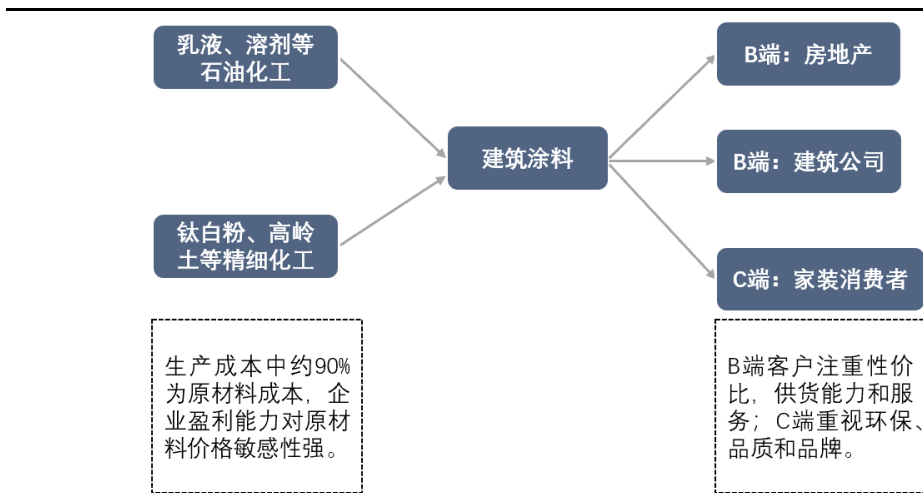 乳液、溶剂等
石油化工
钛白粉、高岭
土等精细化工
建筑涂料
B端：房地产
B端：建筑公司
C端：家装消费者
生产成本中约90%
为原材料成本，企
业盈利能力对原材
料价格敏感性强。
B端客户注重性价
比，供货能力和服
务；C端重视环保、
品质和品牌。